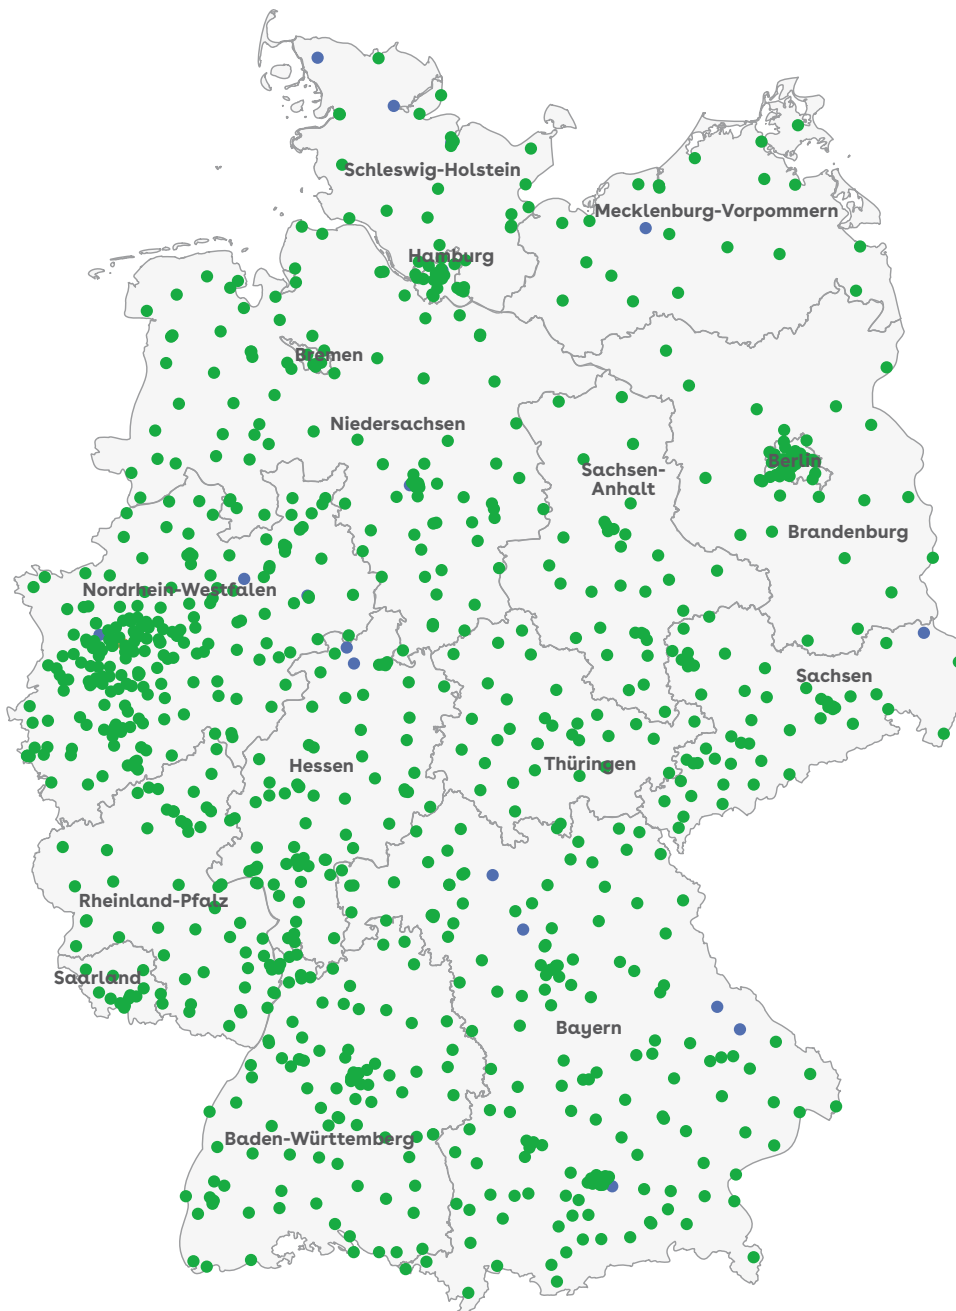 Schleswig-Holstein
Mecklenburg-Vorpommern
Hamburg
Bremen
Niedersachsen
Sachsen-
Anhalt
Berlin
Brandenburg
Nordrhein-Westfalen
Sachsen
Hessen
Thüringen
Rheinland-Pfalz
Saarland
Bayern
Baden-Württemberg